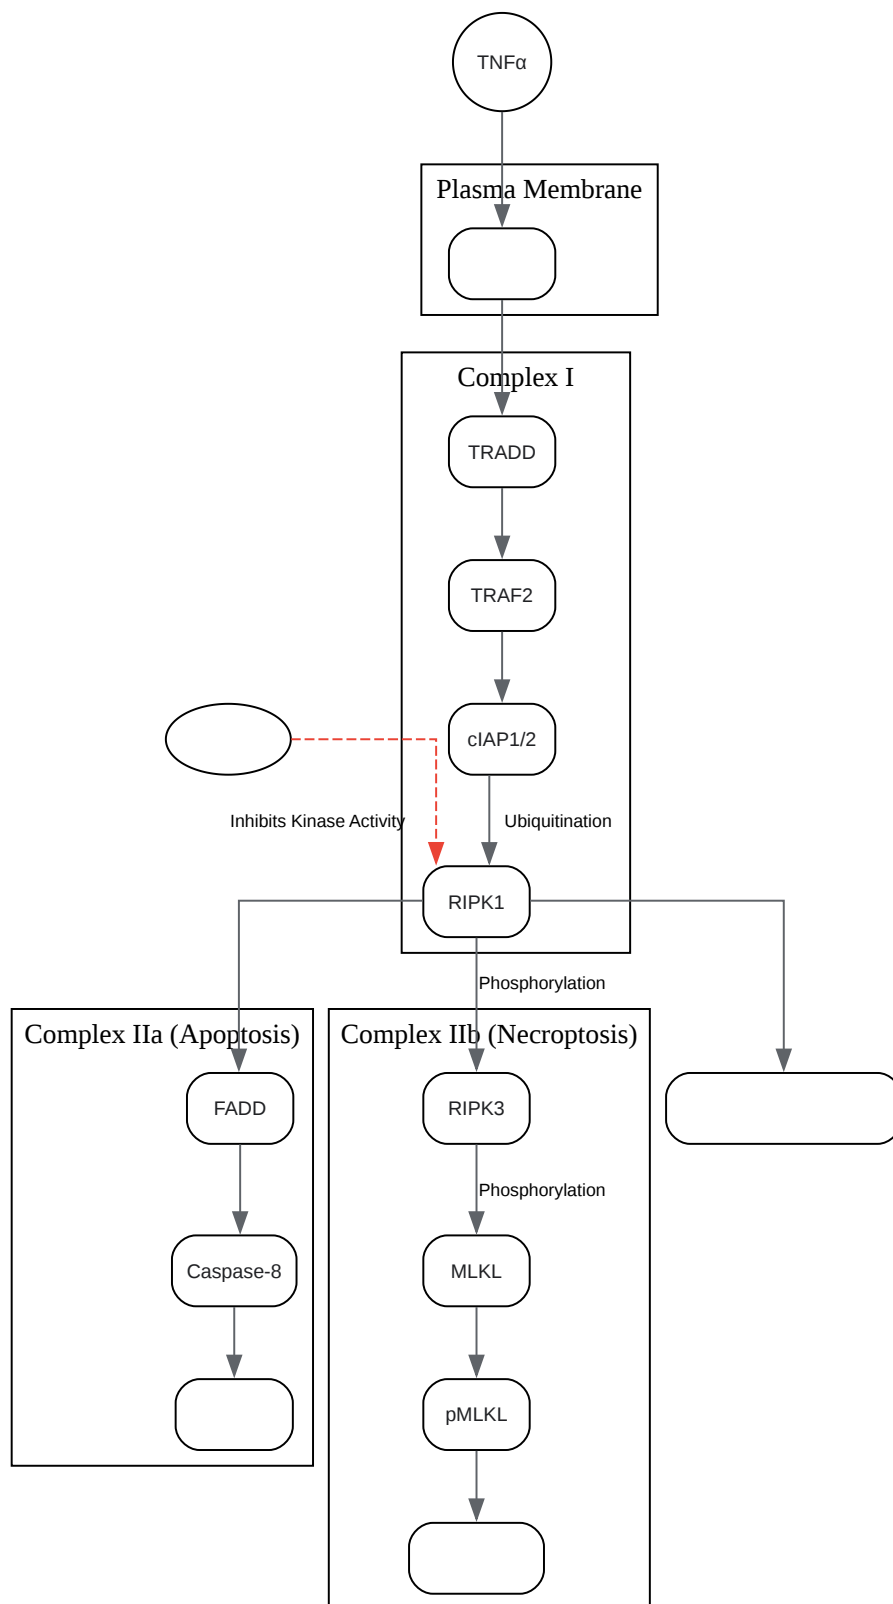 TNFα
Plasma Membrane
Complex I
TRADD
TRAF2
cIAP1/2
Inhibits Kinase Activity
Ubiquitination
RIPK1
Phosphorylation
Complex IIa (Apoptosis)
Complex IIb (Necroptosis)
FADD
RIPK3
Phosphorylation
Caspase-8
MLKL
pMLKL